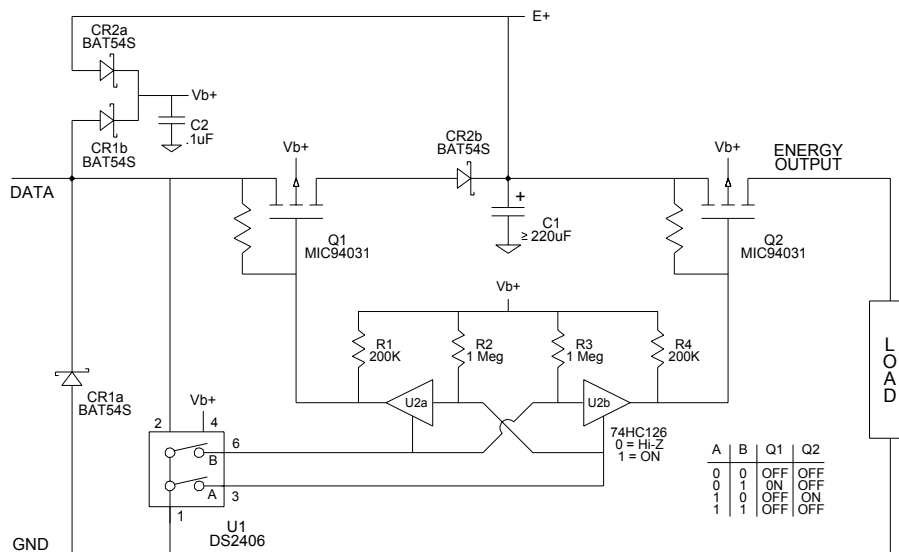 CR2a
BAT54S
E+
Vb+
C2
.1uF
CR1b
BAT54S
Vb+
CR2b
BAT54S
Vb+
ENERGY
OUTPUT
DATA
+
C1
≥ 220uF
Q1
MIC94031
Q2
MIC94031
Vb+
R1
200K
R2
1 Meg
R3
1 Meg
R4
200K
LOAD
CR1a
BAT54S
U2a
U2b
Vb+
2
4
6
B
A
3
1
74HC126
0 = Hi-Z
1 = ON
A B Q1 Q2
0 0 OFF OFF
0 1 0N OFF
1 0 OFF ON
1 1 OFF OFF
U1
DS2406
GND